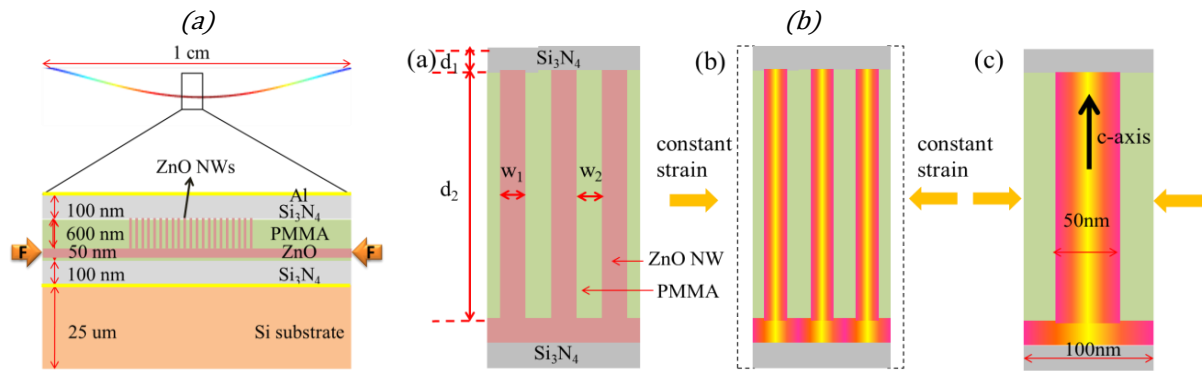 (a)
1 cm
ZnO NWs
Al
100 nm Si₃N₄
600 nm PMMA
F 50 nm ZnO F
100 nm Si₃N₄
25 um Si substrate
(b)
(a)
d₁
Si₃N₄
d₂
w₁ w₂
ZnO NW
PMMA
Si₃N₄
constant
strain
(b)
constant
strain
(c)
c-axis
50nm
100nm